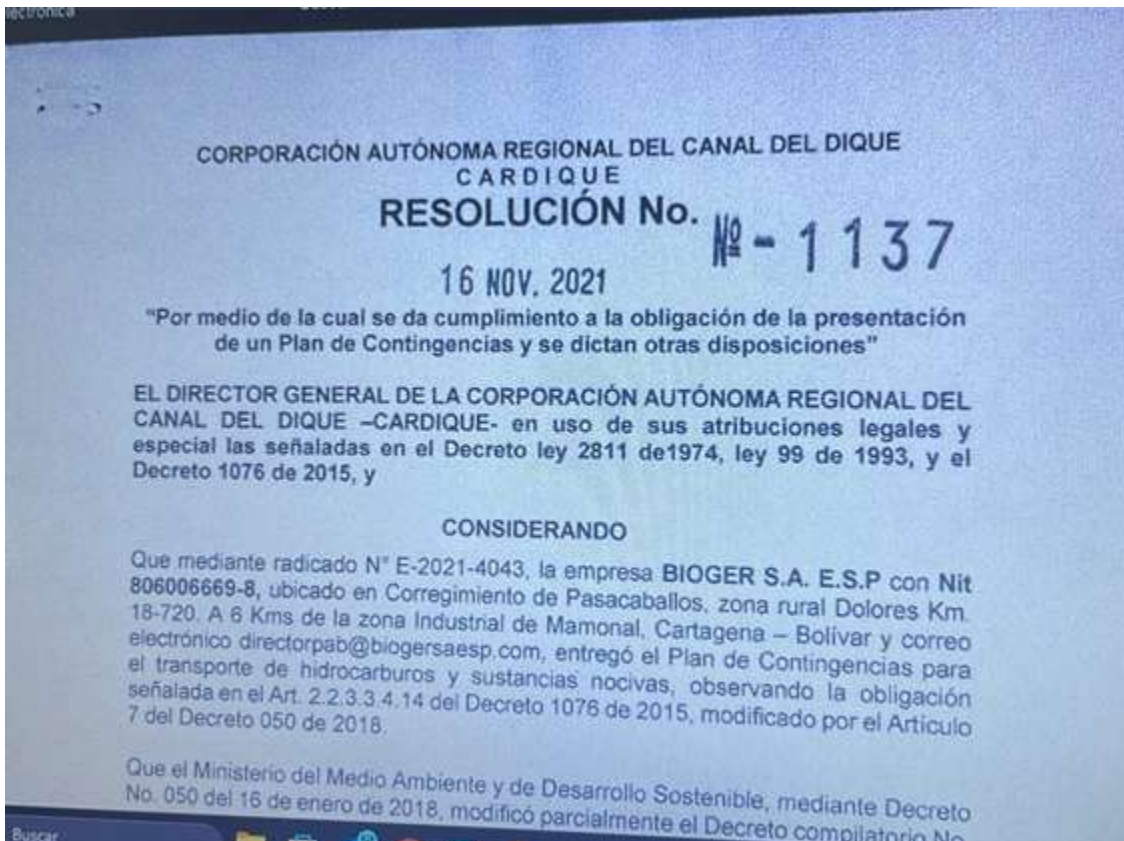 CORPORACIÓN AUTÓNOMA REGIONAL DEL CANAL DEL DIQUE
CARDIQUE
RESOLUCIÓN No. Nº - 1137
16 NOV. 2021
"Por medio de la cual se da cumplimiento a la obligación de la presentación
de un Plan de Contingencias y se dictan otras disposiciones"
EL DIRECTOR GENERAL DE LA CORPORACIÓN AUTÓNOMA REGIONAL DEL
CANAL DEL DIQUE –CARDIQUE- en uso de sus atribuciones legales y
especial las señaladas en el Decreto ley 2811 de1974, ley 99 de 1993, y el
Decreto 1076 de 2015, y
CONSIDERANDO
Que mediante radicado N° E-2021-4043, la empresa BIOGER S.A. E.S.P con Nit
806006669-8, ubicado en Corregimiento de Pasacaballos, zona rural Dolores Km.
18-720. A 6 Kms de la zona Industrial de Mamonal, Cartagena – Bolívar y correo
electrónico directorpab@biogersaesp.com, entregó el Plan de Contingencias para
el transporte de hidrocarburos y sustancias nocivas, observando la obligación
señalada en el Art. 2.2.3.3.4.14 del Decreto 1076 de 2015, modificado por el Artículo
7 del Decreto 050 de 2018.
Que el Ministerio del Medio Ambiente y de Desarrollo Sostenible, mediante Decreto
No. 050 del 16 de enero de 2018, modificó parcialmente el Decreto compilatorio No.
Buscar